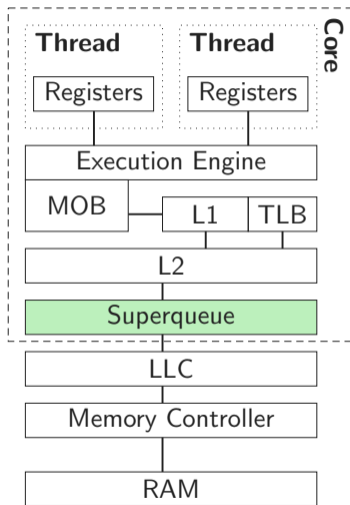 Thread Thread
Core
Registers Registers
Execution Engine
MOB L1 TLB
L2
Superqueue
LLC
Memory Controller
RAM